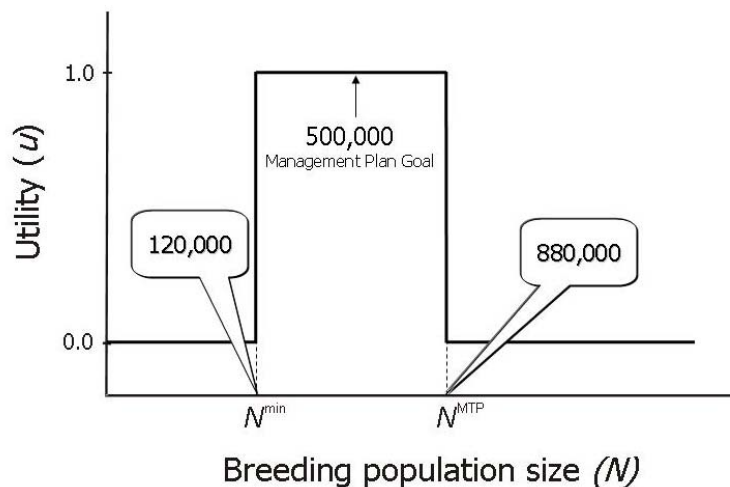 1.0
500,000
Management Plan Goal
Utility (u)
120,000
880,000
0.0
N^min
N^MTP
Breeding population size (N)